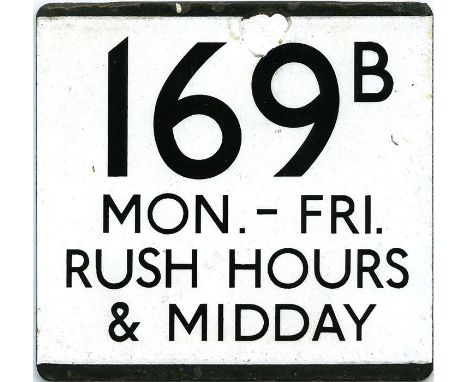 169B
MON. - FRI.
RUSH HOURS
& MIDDAY